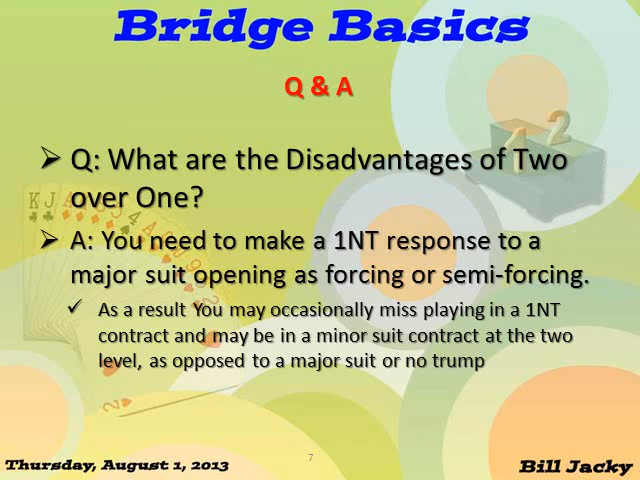 Bridge Basics
Q & A
1 2
➢ Q: What are the Disadvantages of Two
over One?
➢ A: You need to make a 1NT response to a
major suit opening as forcing or semi-forcing.
✓ As a result You may occasionally miss playing in a 1NT
contract and may be in a minor suit contract at the two
level, as opposed to a major suit or no trump
7
Thursday, August 1, 2013
Bill Jacky